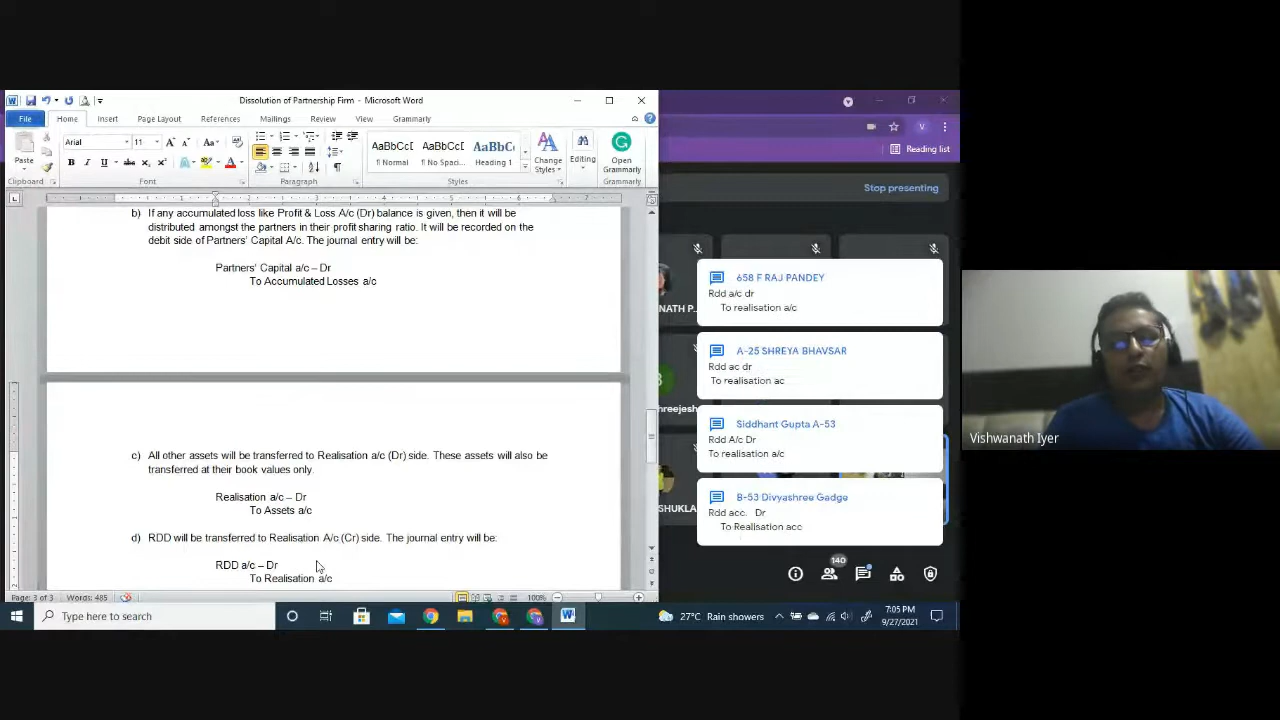 Dissolution of Partnership Firm - Microsoft Word
File Home Insert Page Layout References Mailings Review View Grammarly
Paste
Arial 11
AaBbCcI AaBbCcI AaBbC
¶ Normal ¶ No Spaci... Heading 1
Change Styles
Editing
Open Grammarly
Clipboard Font Paragraph Styles Grammarly
b) If any accumulated loss like Profit & Loss A/c (Dr) balance is given, then it will be
distributed amongst the partners in their profit sharing ratio. It will be recorded on the
debit side of Partners' Capital A/c. The journal entry will be:
Partners' Capital a/c – Dr
To Accumulated Losses a/c
c) All other assets will be transferred to Realisation a/c (Dr) side. These assets will also be
transferred at their book values only.
Realisation a/c – Dr
To Assets a/c
d) RDD will be transferred to Realisation A/c (Cr) side. The journal entry will be:
RDD a/c – Dr
To Realisation a/c
Page: 3 of 3 Words: 485 100%
V
Reading list
Stop presenting
NATH P...
hreejesh
SHUKLA
658 F RAJ PANDEY
Rdd a/c dr
To realisation a/c
A-25 SHREYA BHAVSAR
Rdd ac dr
To realisation ac
Siddhant Gupta A-53
Rdd A/c Dr
To realisation a/c
B-53 Divyashree Gadge
Rdd acc. Dr
To Realisation acc
140
Type here to search
27°C Rain showers
7:05 PM
9/27/2021
Vishwanath Iyer